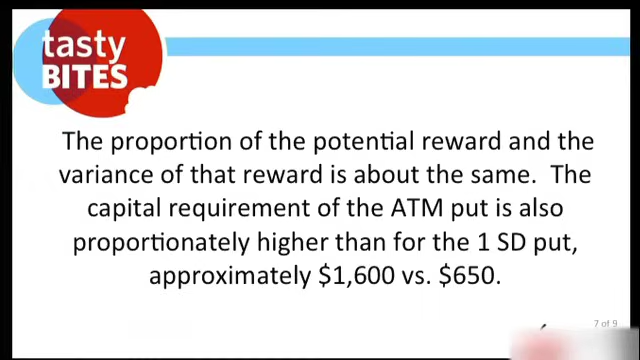 tasty
BITES
The proportion of the potential reward and the
variance of that reward is about the same.  The
capital requirement of the ATM put is also
proportionately higher than for the 1 SD put,
approximately $1,600 vs. $650.
7 of 9